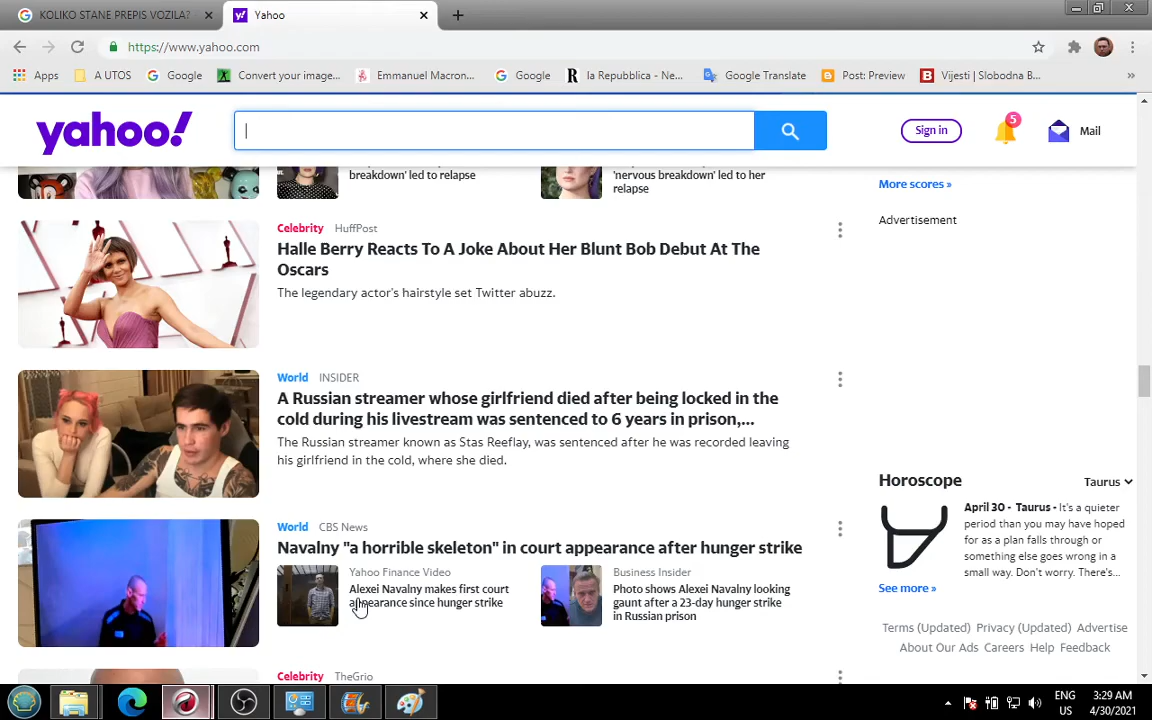 KOLIKO STANE PREPIS VOZILA?
Yahoo
https://www.yahoo.com
Apps
A UTOS
Google
Convert your image...
Emmanuel Macron...
Google
la Repubblica - Ne...
Google Translate
Post: Preview
Vijesti | Slobodna B...
»
yahoo!
Sign in
5
Mail
breakdown' led to relapse
'nervous breakdown' led to her
relapse
More scores »
Advertisement
Celebrity HuffPost
Halle Berry Reacts To A Joke About Her Blunt Bob Debut At The
Oscars
The legendary actor's hairstyle set Twitter abuzz.
World INSIDER
A Russian streamer whose girlfriend died after being locked in the
cold during his livestream was sentenced to 6 years in prison,...
The Russian streamer known as Stas Reeflay, was sentenced after he was recorded leaving
his girlfriend in the cold, where she died.
World CBS News
Navalny "a horrible skeleton" in court appearance after hunger strike
Yahoo Finance Video
Alexei Navalny makes first court
appearance since hunger strike
Business Insider
Photo shows Alexei Navalny looking
gaunt after a 23-day hunger strike
in Russian prison
Celebrity TheGrio
Horoscope
Taurus
April 30 - Taurus - It's a quieter
period than you may have hoped
for as a plan falls through or
something else goes wrong in a
small way. Don't worry. There's...
See more »
Terms (Updated) Privacy (Updated) Advertise
About Our Ads Careers Help Feedback
ENG
US
3:29 AM
4/30/2021